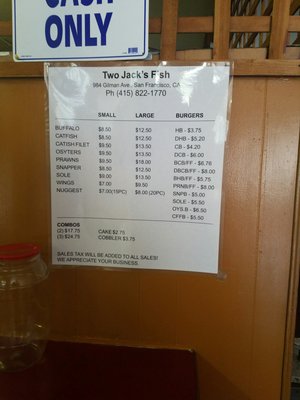 CASH
ONLY
Two Jack's Fish
984 Gilman Ave., San Francisco, CA
Ph (415) 822-1770
SMALL LARGE BURGERS
BUFFALO $8.50 $12.50 HB - $3.75
CATFISH $8.50 $12.50 DHB - $5.20
CATISH FILET $9.50 $13.50 CB - $4.20
OSYTERS $9.50 $13.50 DCB - $6.00
PRAWNS $9.50 $18.00 BCS/FF - $6.76
SNAPPER $8.50 $12.50 DBCB/FF - $8.00
SOLE $9.00 $13.50 BHB/FF - $5.75
WINGS $7.00 $9.50 PRNB/FF - $8.00
NUGGEST $7.00(15PC) $8.00 (20PC) SNPB - $5.00
SOLE - $5.50
OYS.B - $6.50
CFFB - $5.50
COMBOS
(2) $17.75 CAKE $2.75
(3) $24.75 COBBLER $3.75
SALES TAX WILL BE ADDED TO ALL SALES!
WE APPRECIATE YOUR BUSINESS